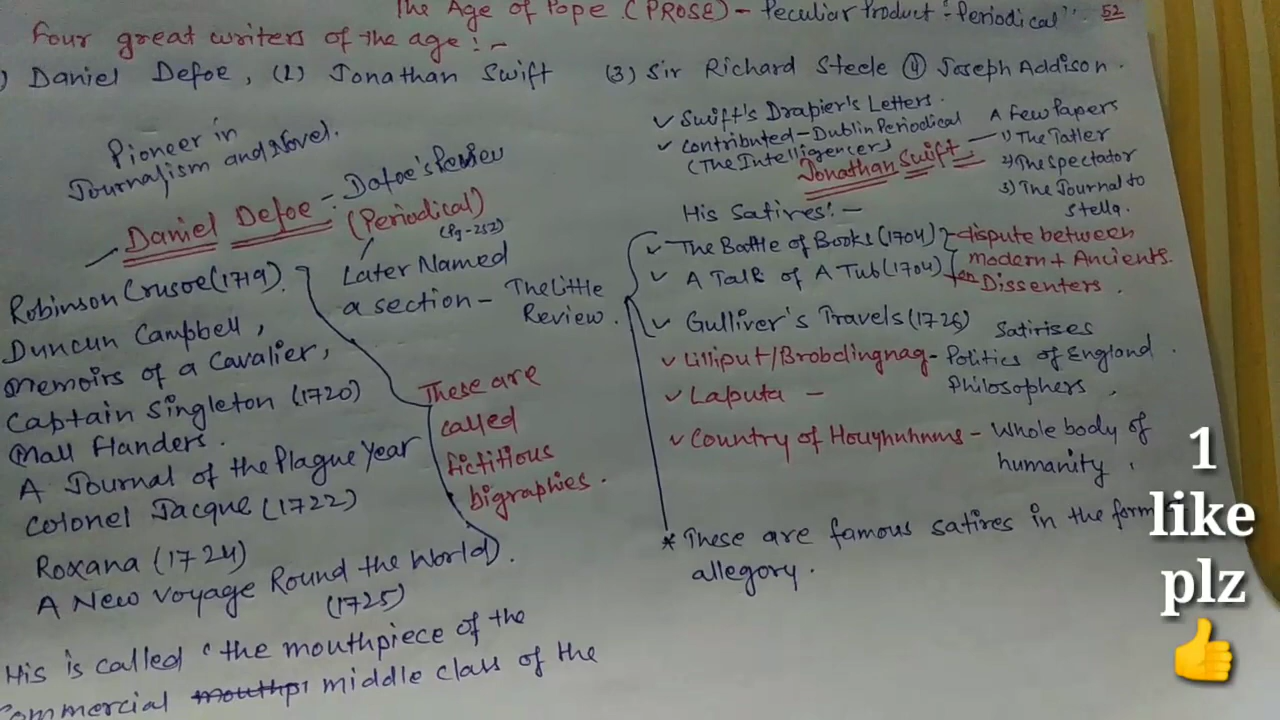 The Age of Pope (PROSE) - Peculiar Product - "Periodical". 52
Four great writers of the age :-
) Daniel Defoe, (2) Jonathan Swift (3) Sir Richard Steele (4) Joseph Addison.
Pioneer in
Journalism and Novel.
Daniel Defoe - Dofoe's Review
(Periodical)
(Pg-252)
Later Named
a section - The Little
Review.
Robinson Crusoe (1719).
Duncun Campbell,
Memoirs of a Cavalier,
Captain Singleton (1720)
Mall Flanders.
A Journal of the Plague Year
Colonel Jacque (1722)
Roxana (1724)
A New Voyage Round the World).
(1725)
These are
called
fictitious
bigraphies.
His is called 'the mouthpiece of the
Commercial middle class of the
✓ Swift's Drapier's Letters.
✓ Contributed - Dublin Periodical
(The Intelligencer)
A Few Papers
1) The Tatler
2) The Spectator
3) The Journal to
Stella.
Jonathan Swift -
His Satires! -
✓ The Battle of Books (1704)
✓ A Tale of A Tub (1704)
dispute between
modern + Ancients.
Dissenters.
✓ Gulliver's Travels (1726) Satirises
✓ Lilliput/Brobdingnag - Politics of England.
✓ Laputa - Philosophers,
✓ Country of Houyhnhnms - Whole body of
humanity.
* These are famous satires in the form of
allegory.
1
like
plz
👍